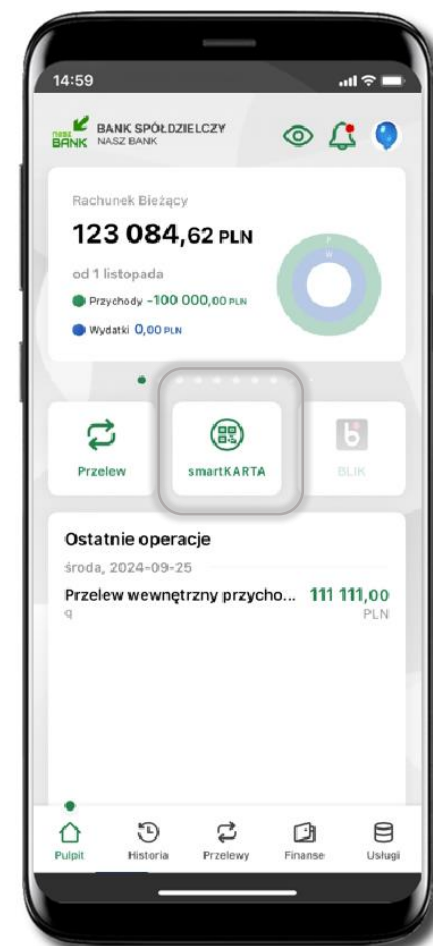 14:59
nasz
BANK
BANK SPÓŁDZIELCZY
NASZ BANK
Rachunek Bieżący
123 084,62 PLN
od 1 listopada
Przychody -100 000,00 PLN
Wydatki 0,00 PLN
P
W
Przelew
smartKARTA
BLIK
Ostatnie operacje
środa, 2024-09-25
Przelew wewnętrzny przycho... 111 111,00
q PLN
Pulpit Historia Przelewy Finanse Usługi